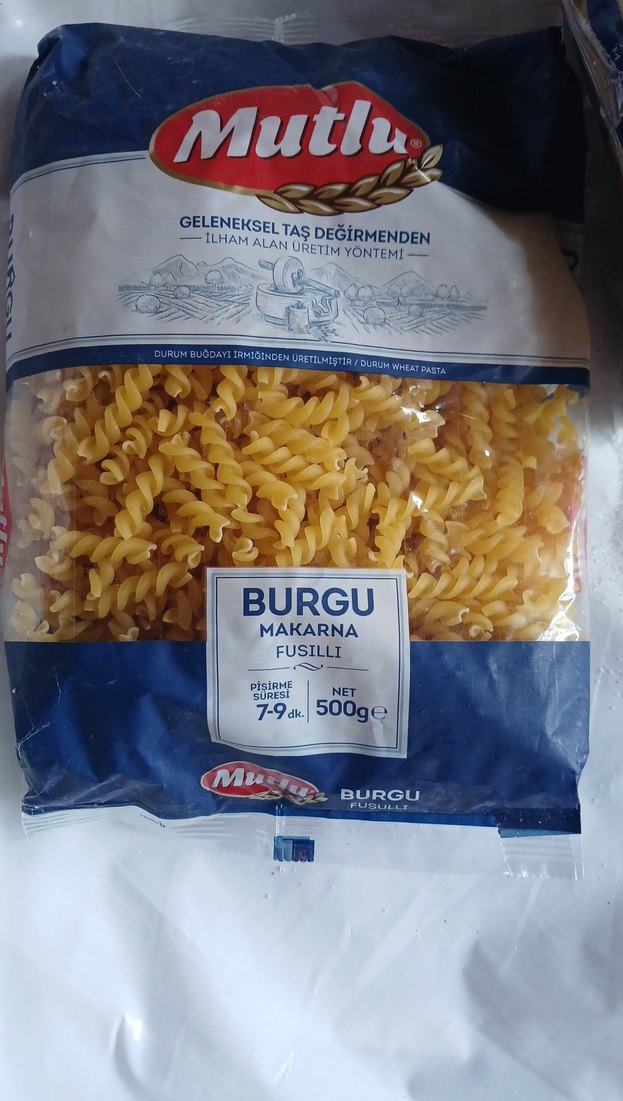 Mutlu®
GELENEKSEL TAŞ DEĞİRMENDEN
İLHAM ALAN ÜRETİM YÖNTEMİ
DURUM BUĞDAYI İRMİĞİNDEN ÜRETİLMİŞTİR / DURUM WHEAT PASTA
BURGU
MAKARNA
FUSILLI
PİŞİRME
SÜRESİ
7-9 dk.
NET
500g℮
Mutlu
BURGU
FUSILLI
BURGU